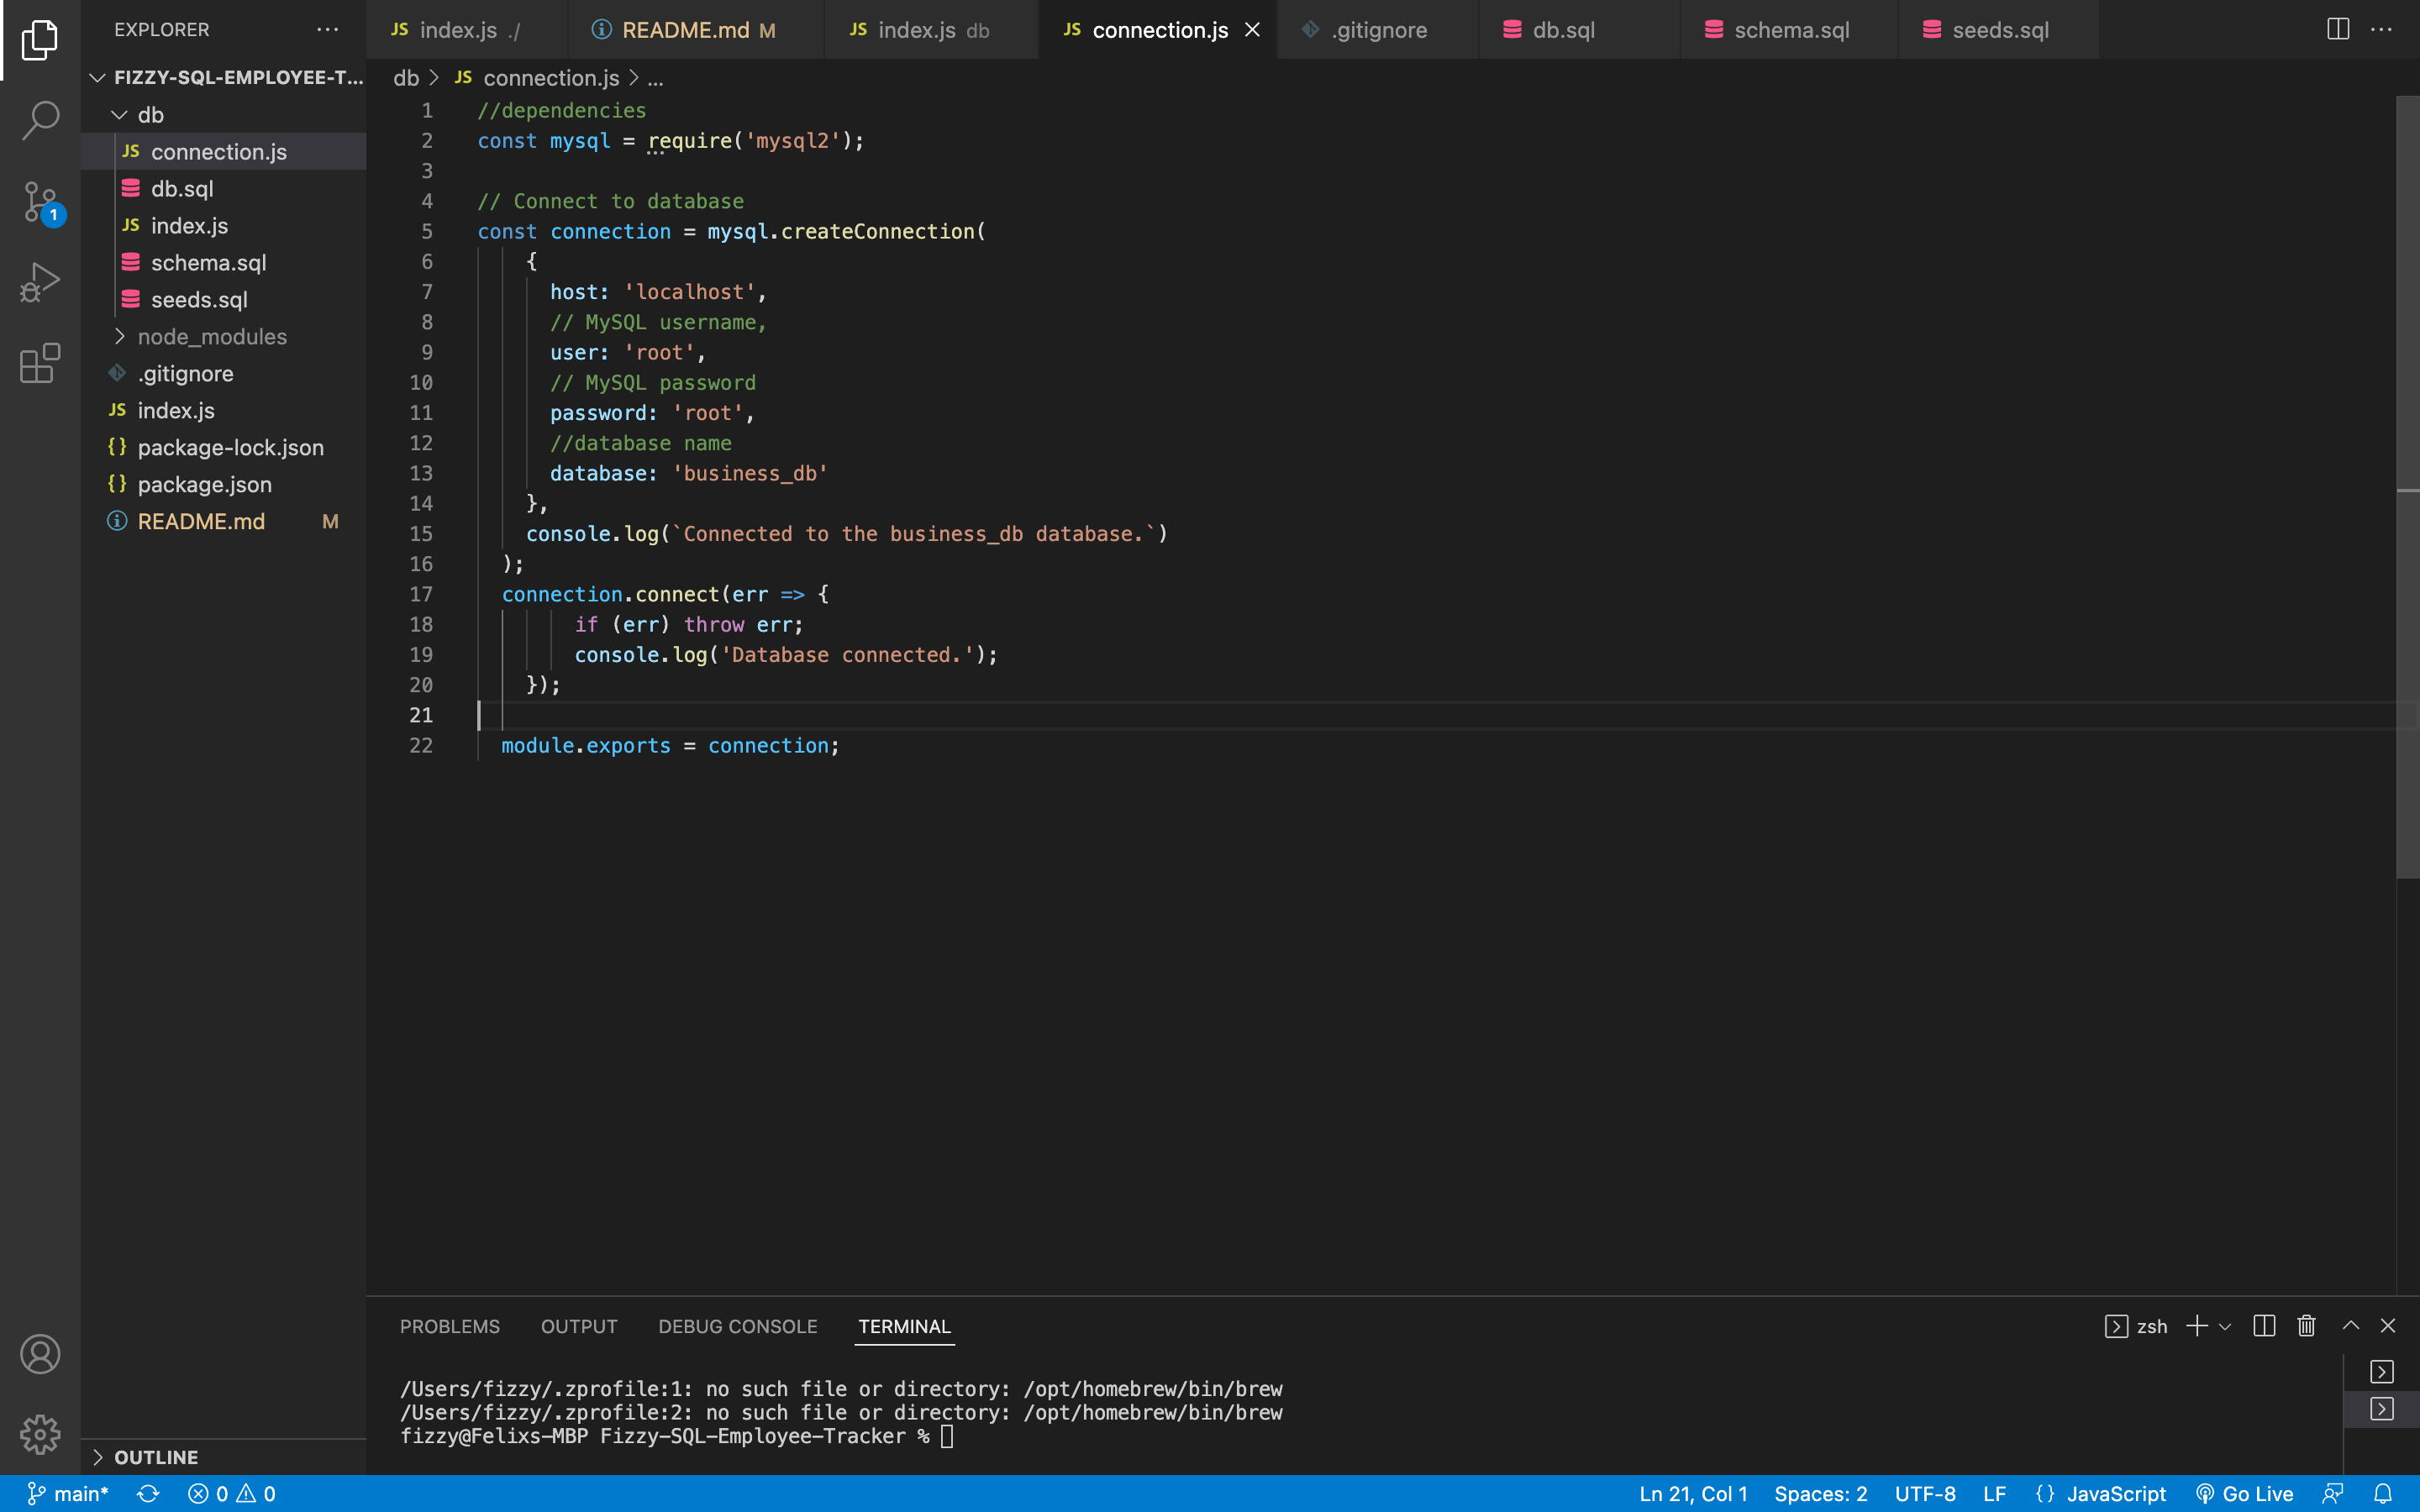 EXPLORER
FIZZY-SQL-EMPLOYEE-T...
db
JS connection.js
db.sql
JS index.js
schema.sql
seeds.sql
node_modules
.gitignore
JS index.js
{} package-lock.json
{} package.json
README.md M
OUTLINE
1
JS index.js ./
README.md M
JS index.js db
JS connection.js
.gitignore
db.sql
schema.sql
seeds.sql
db > JS connection.js > ...
1 //dependencies
2 const mysql = require('mysql2');
3
4 // Connect to database
5 const connection = mysql.createConnection(
6 {
7 host: 'localhost',
8 // MySQL username,
9 user: 'root',
10 // MySQL password
11 password: 'root',
12 //database name
13 database: 'business_db'
14 },
15 console.log(`Connected to the business_db database.`)
16 );
17 connection.connect(err => {
18 if (err) throw err;
19 console.log('Database connected.');
20 });
21
22 module.exports = connection;
PROBLEMS OUTPUT DEBUG CONSOLE TERMINAL
zsh
/Users/fizzy/.zprofile:1: no such file or directory: /opt/homebrew/bin/brew
/Users/fizzy/.zprofile:2: no such file or directory: /opt/homebrew/bin/brew
fizzy@Felixs-MBP Fizzy-SQL-Employee-Tracker %
main* 0 0
Ln 21, Col 1 Spaces: 2 UTF-8 LF {} JavaScript Go Live